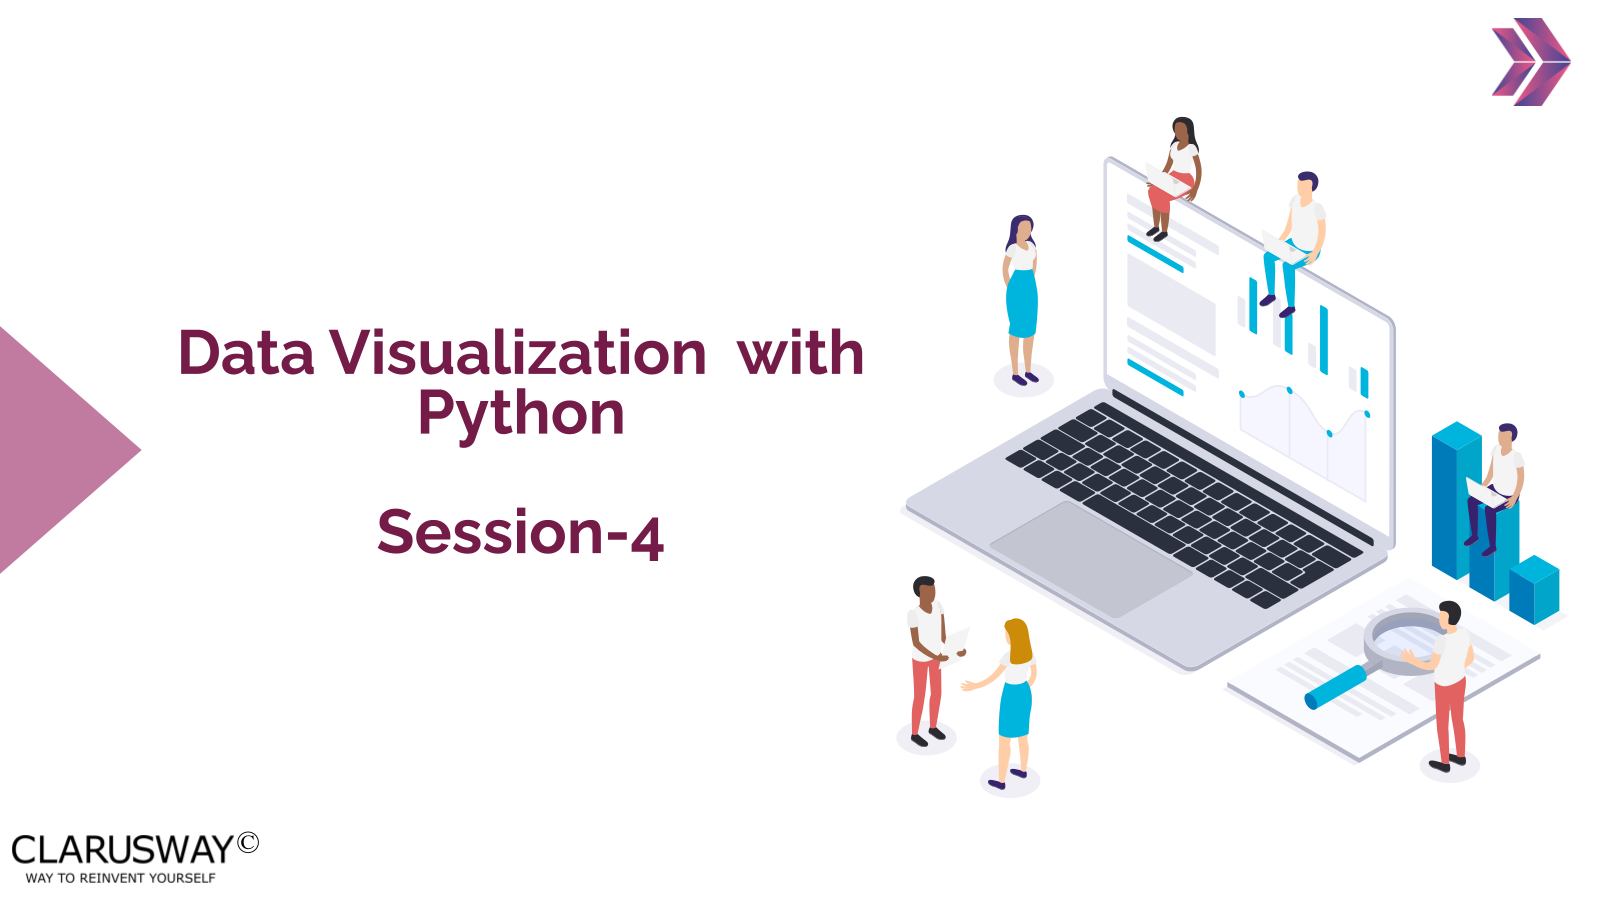 Data Visualization with
Python
Session-4
CLARUSWAY©
WAY TO REINVENT YOURSELF